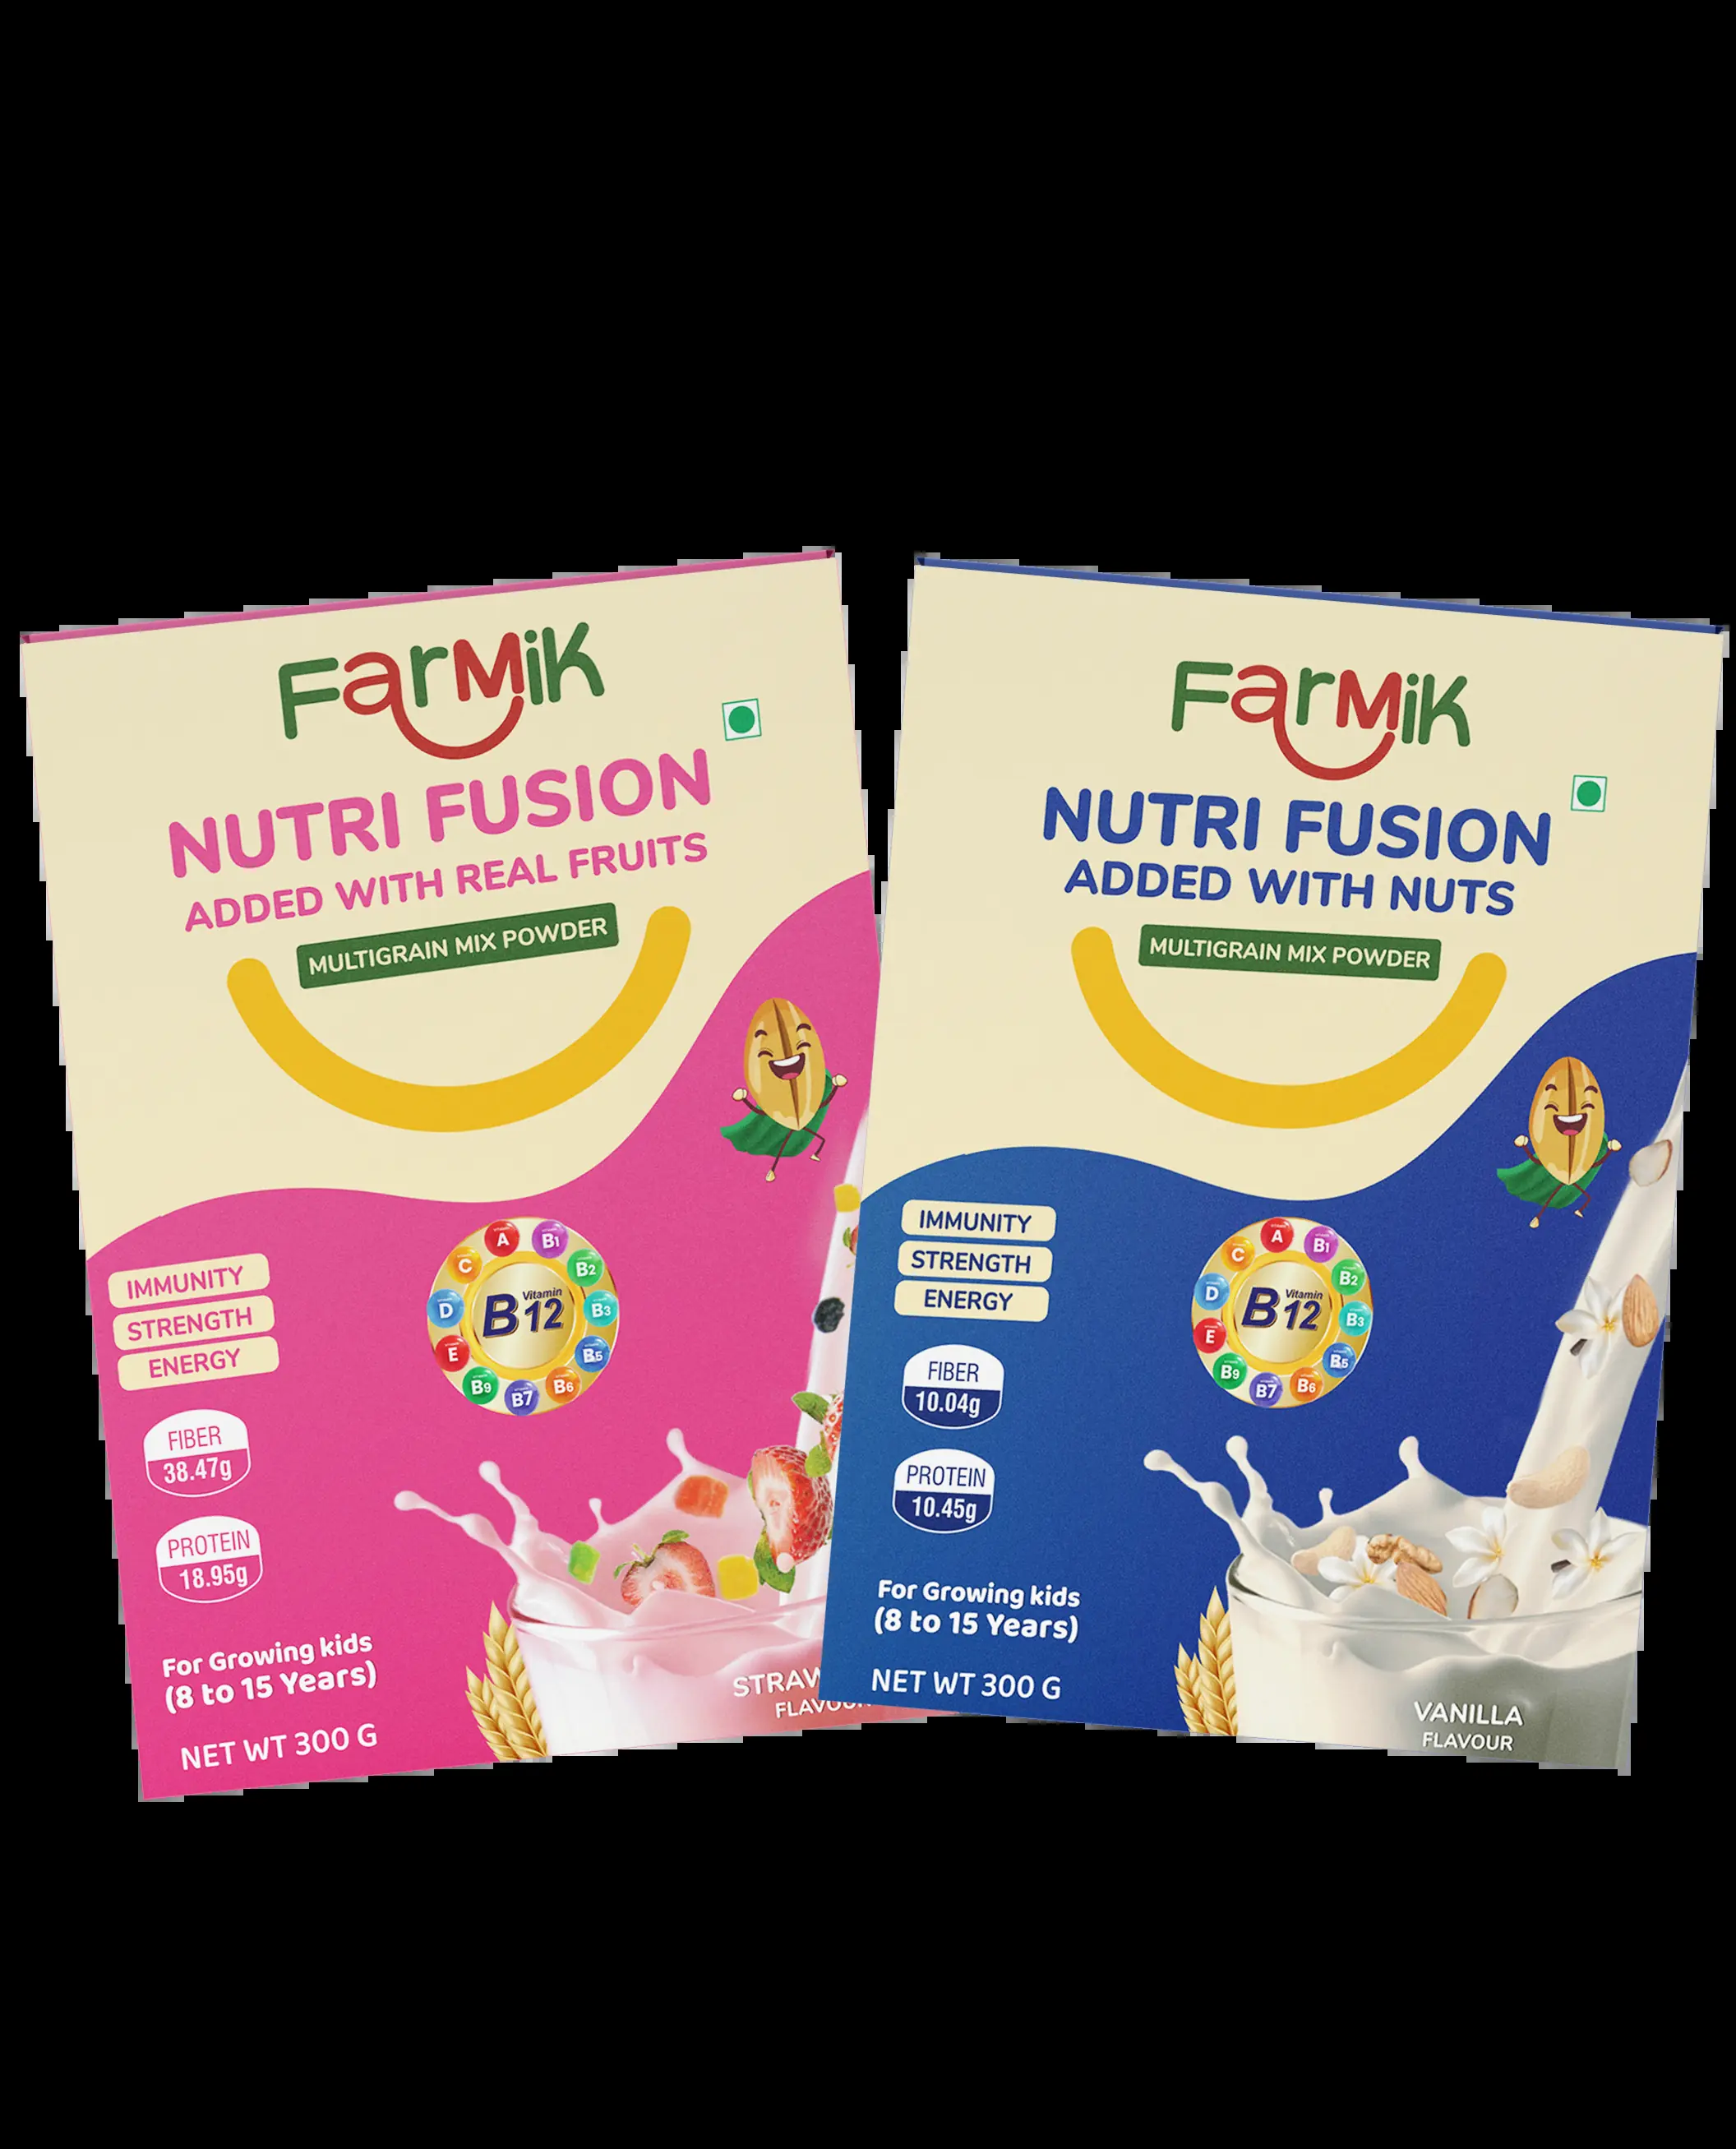 FarMiK
NUTRI FUSION
ADDED WITH REAL FRUITS
MULTIGRAIN MIX POWDER
IMMUNITY
STRENGTH
ENERGY
A
B1
B2
B3
B5
B6
B7
B9
E
D
C
Vitamin
B12
FIBER
38.47g
PROTEIN
18.95g
For Growing kids
(8 to 15 Years)
NET WT 300 G
STRAW
FLAVOUR
FarMiK
NUTRI FUSION
ADDED WITH NUTS
MULTIGRAIN MIX POWDER
IMMUNITY
STRENGTH
ENERGY
A
B1
B2
B3
B5
B6
B7
B9
E
D
C
Vitamin
B12
FIBER
10.04g
PROTEIN
10.45g
For Growing kids
(8 to 15 Years)
NET WT 300 G
VANILLA
FLAVOUR